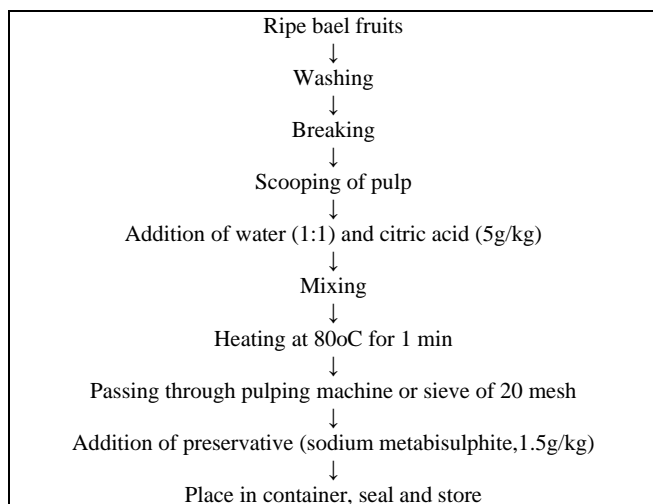 Ripe bael fruits
↓
Washing
↓
Breaking
↓
Scooping of pulp
↓
Addition of water (1:1) and citric acid (5g/kg)
↓
Mixing
↓
Heating at 80oC for 1 min
↓
Passing through pulping machine or sieve of 20 mesh
↓
Addition of preservative (sodium metabisulphite,1.5g/kg)
↓
Place in container, seal and store